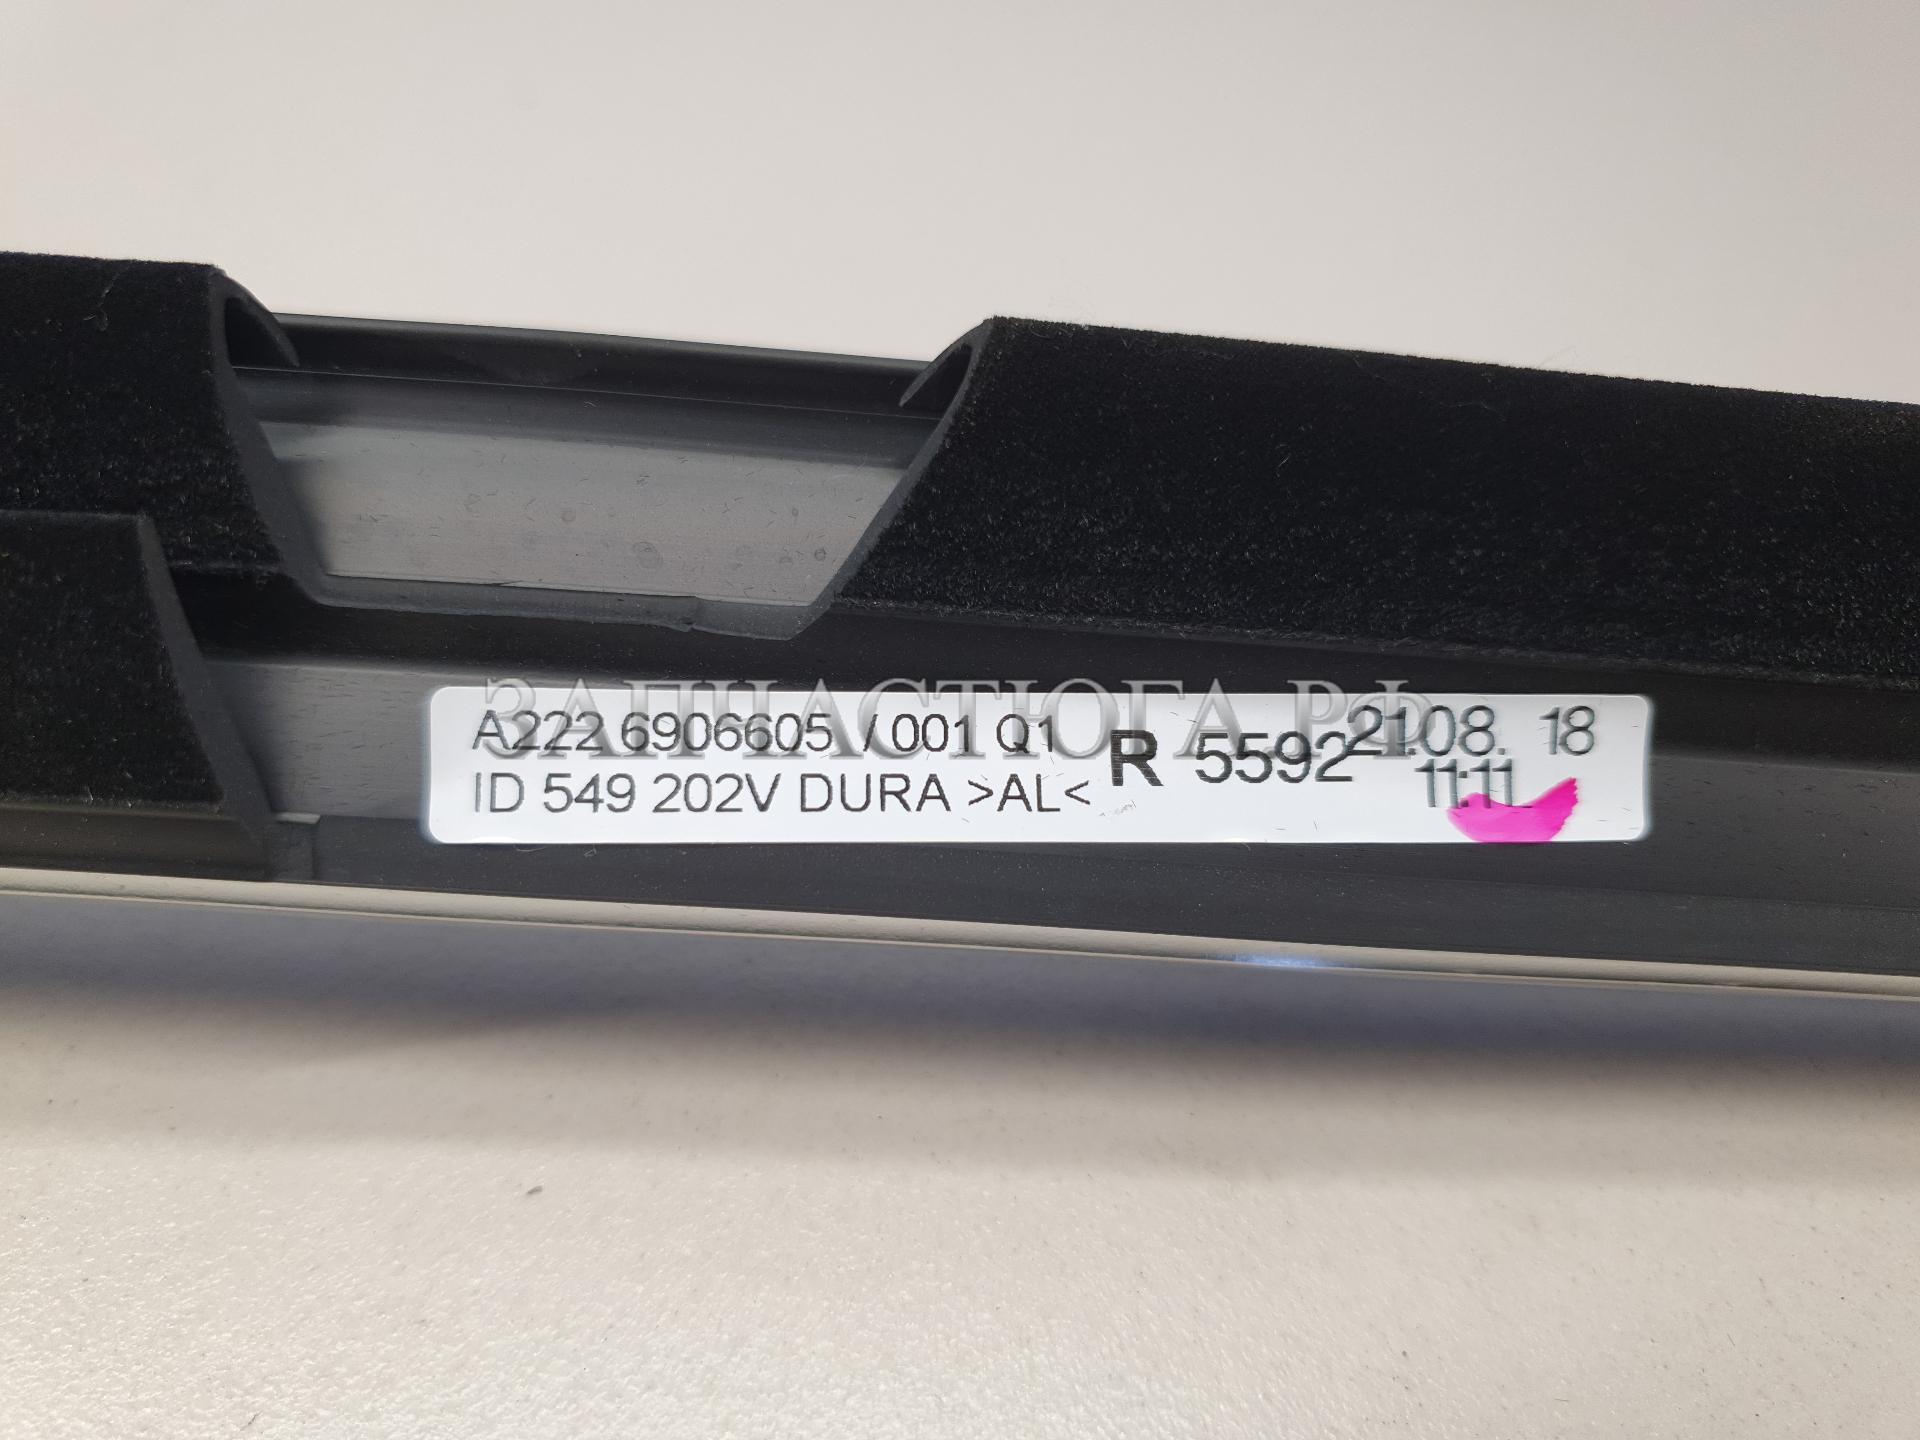 ЗАПЧАСТЮГА.РФ
A222 6906605 /001 Q1
ID 549 202V DURA >AL<
R 5592
21.08. 18
11:11